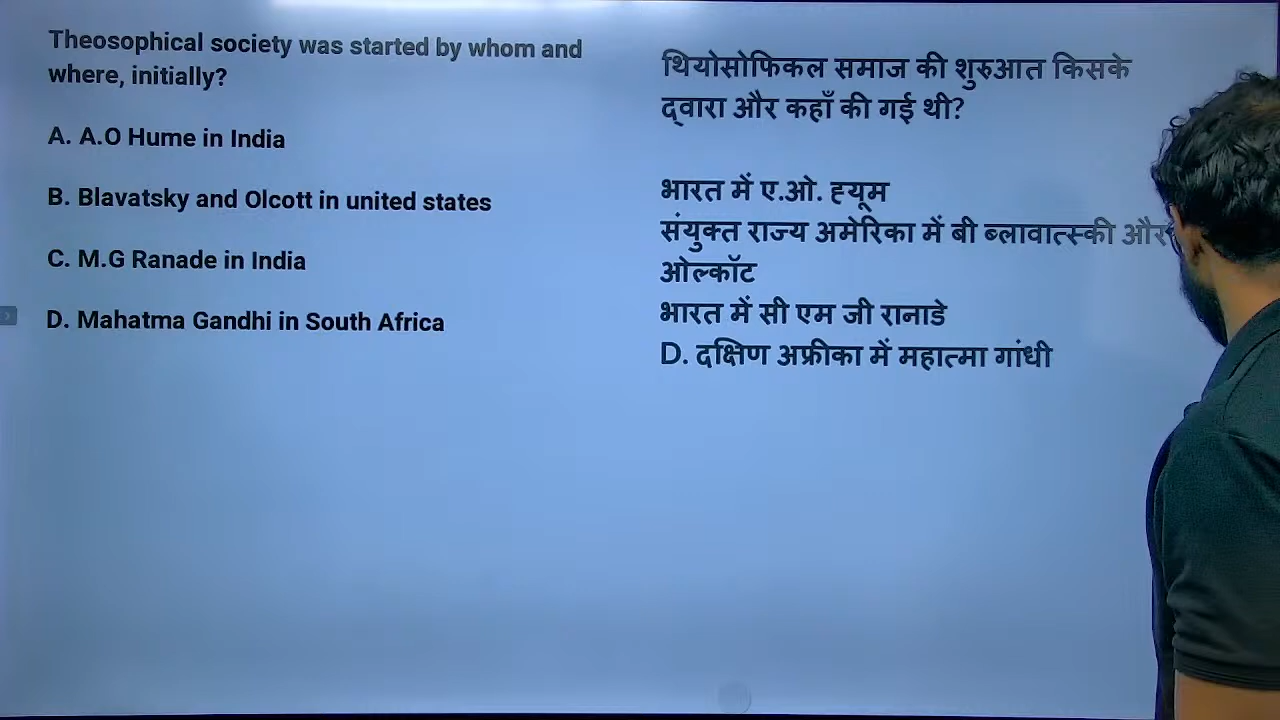 Theosophical society was started by whom and
where, initially?
A. A.O Hume in India
B. Blavatsky and Olcott in united states
C. M.G Ranade in India
D. Mahatma Gandhi in South Africa
थियोसोफिकल समाज की शुरुआत किसके
द्वारा और कहाँ की गई थी?
भारत में ए.ओ. ह्यूम
संयुक्त राज्य अमेरिका में बी ब्लावात्स्की और
ओल्कॉट
भारत में सी एम जी रानाडे
D. दक्षिण अफ्रीका में महात्मा गांधी